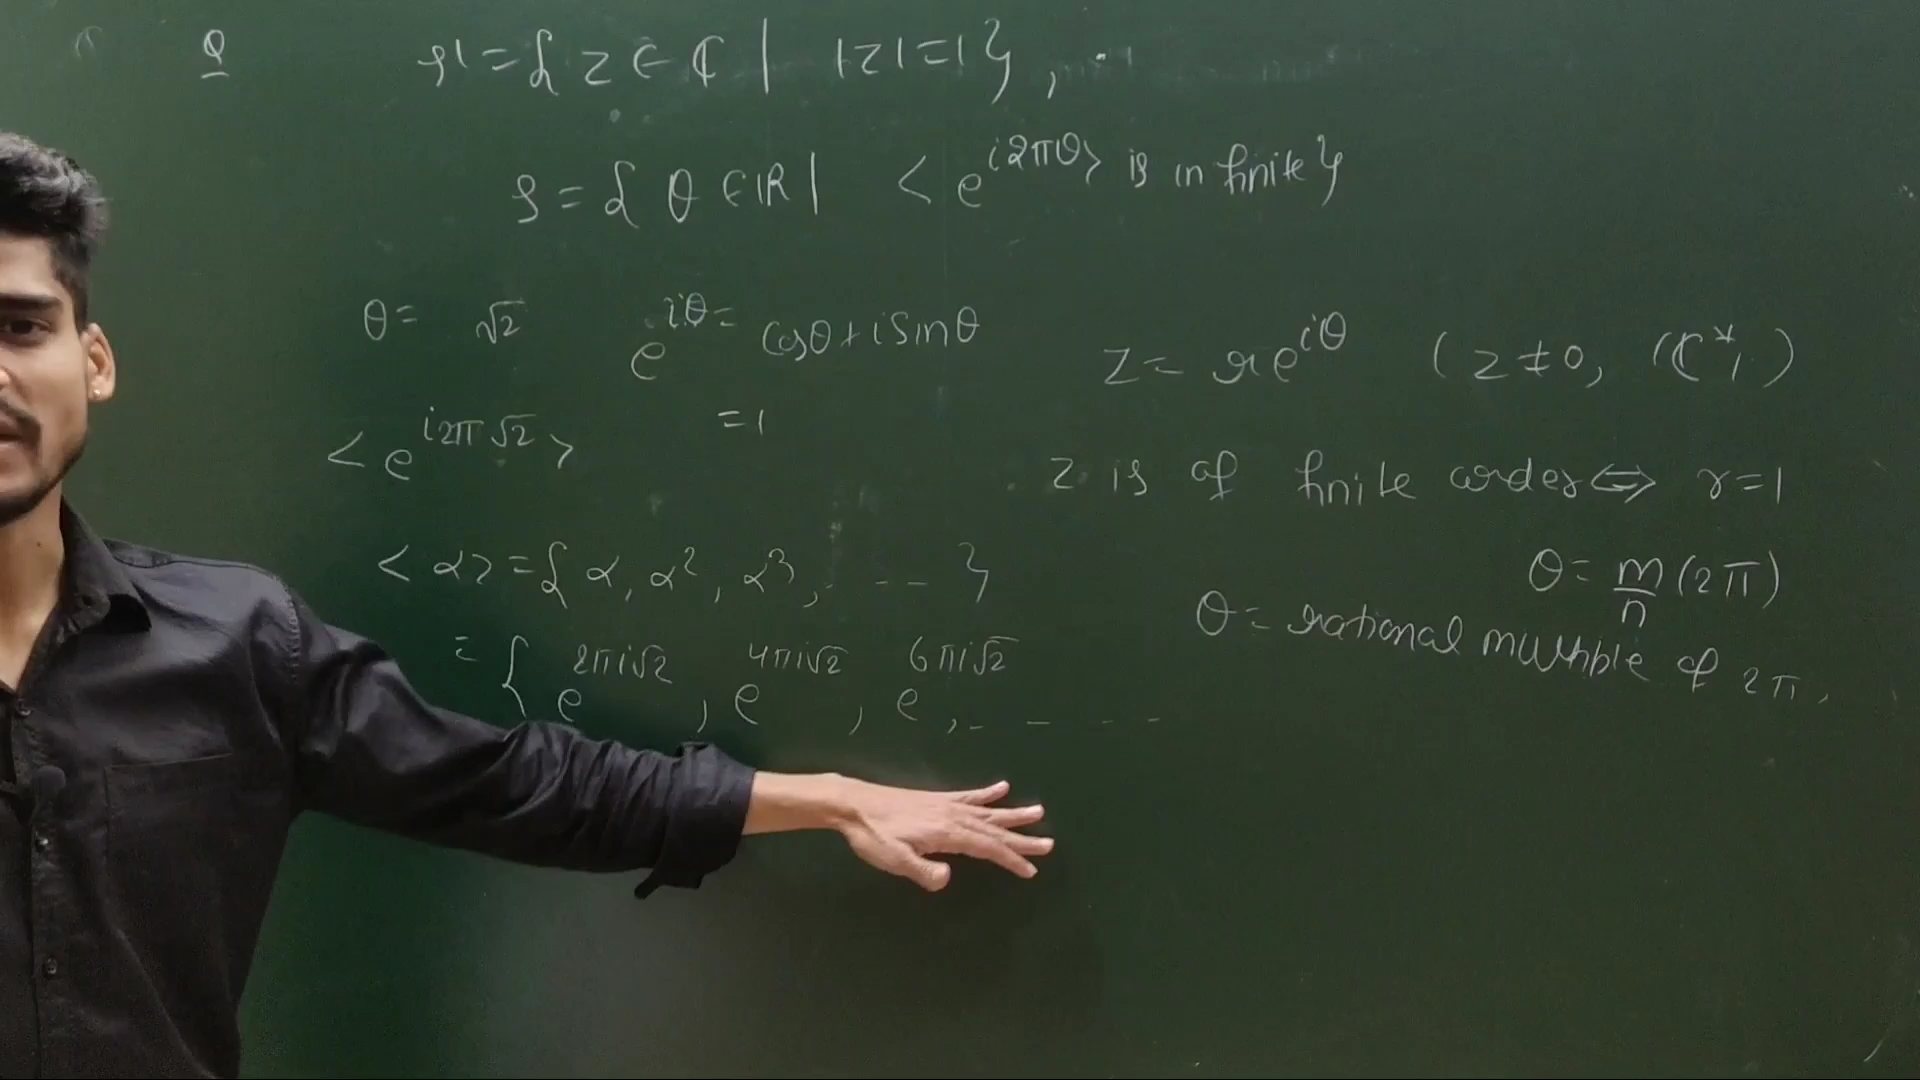 Q S¹ = { z ∈ ℂ | |z| = 1 },
S = { θ ∈ ℝ | < e^{i2πθ} > is infinite }
θ = √2
e^{iθ} = cosθ + i sinθ
= 1
< e^{i2π√2} >
< α > = { α, α², α³, - - - }
= { e^{2πi√2}, e^{4πi√2}, e^{6πi√2}, - - - -
z = re^{iθ} ( z ≠ 0, (ℂ*, )
z is of finite order ⇔ r = 1
θ = m/n (2π)
θ = rational multiple of 2π,